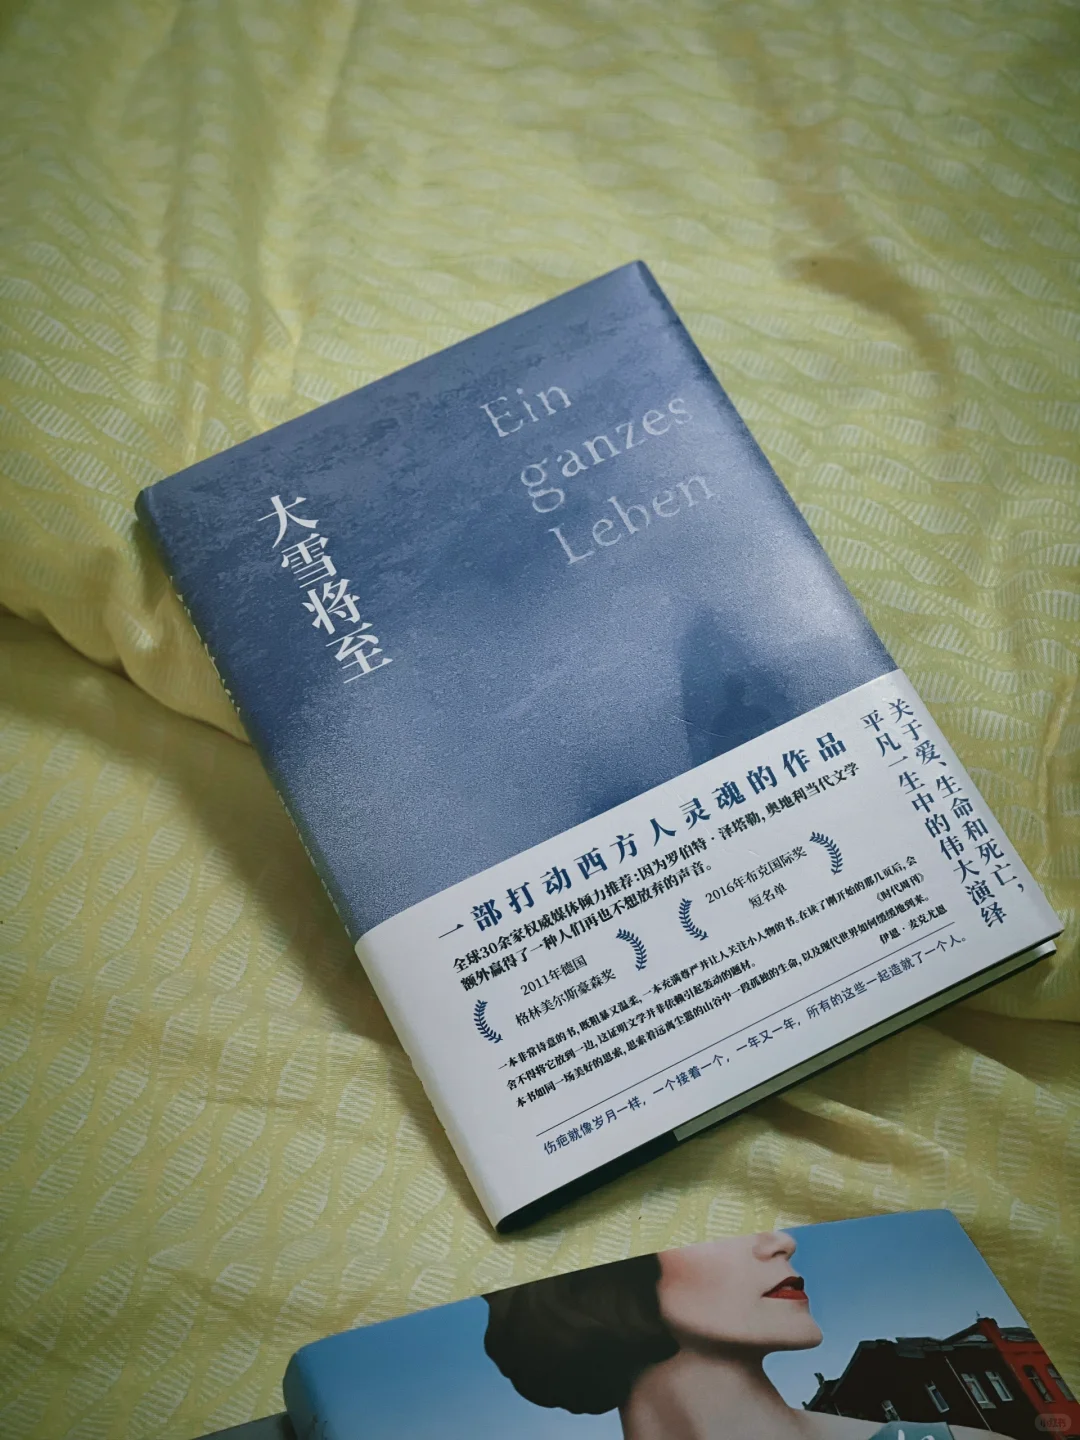 Ein
ganzes
Leben
大雪将至
关于爱、生命和死亡，
平凡一生中的伟大演绎
一部打动西方人灵魂的作品
全球30余家权威媒体倾力推荐：因为罗伯特·泽塔勒，奥地利当代文学
额外赢得了一种人们再也不想放弃的声音。
2011年德国
格林美尔斯豪森奖
2016年布克国际奖
短名单
一本非常诗意的书，既粗暴又温柔，一本充满尊严并让人关注小人物的书。在读了刚开始的那几页后，会
舍不得将它放到一边，这证明文学并非依赖引起轰动的题材。
《时代周刊》
本书如同一场美好的思索，思索着远离尘嚣的山谷中一段孤独的生命，以及现代世界如何缓缓地到来。
伊恩·麦克尤恩
伤疤就像岁月一样，一个接着一个，一年又一年，所有的这些一起造就了一个人。
小红书